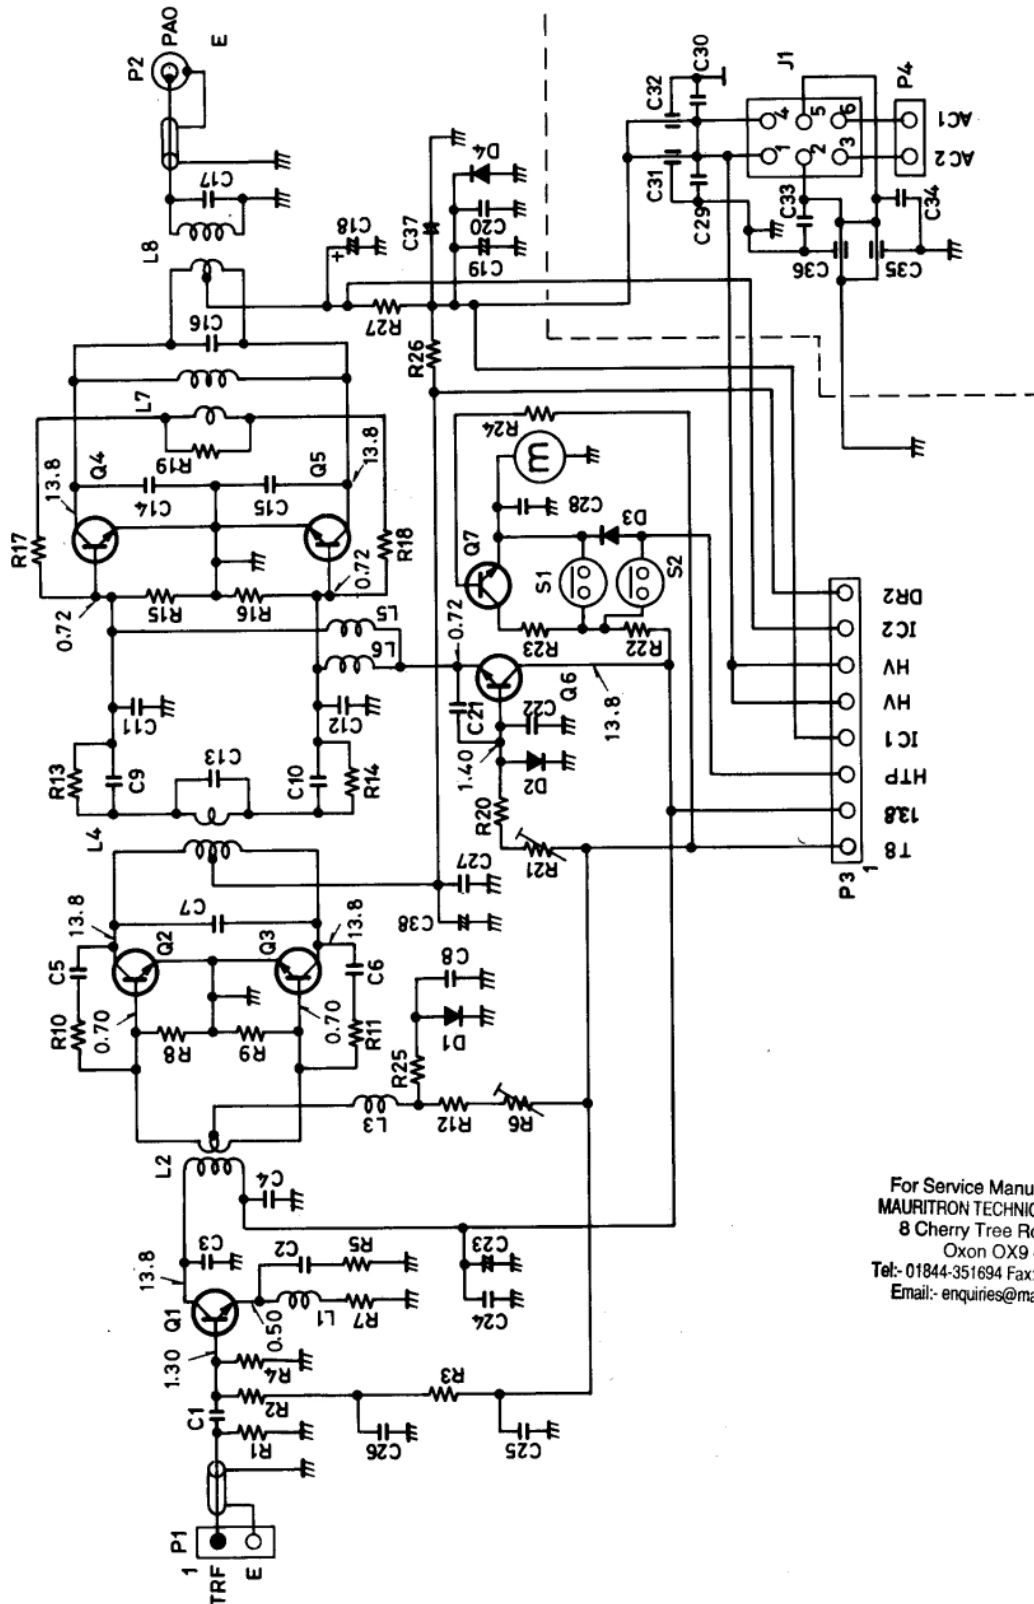 P1
1
TRF
E
C1
R1
R2
R4
1.30
Q1
13.8
C3
0.50
C2
R5
L1
R7
C26
R3
C25
L2
C4
C24
C23
L3
R12
R6
R25
D1
C8
R10
C5
0.70
R8
R9
0.70
R11
C6
Q2
Q3
13.8
13.8
C7
L4
C38
C27
R13
C9
C13
C10
R14
C11
C12
L5
L6
R17
0.72
R15
R16
0.72
R18
Q4
Q5
13.8
13.8
C14
C15
R19
L7
C16
L8
C17
P2
PAO
E
+
C18
R27
C37
R26
C19
C20
D4
R20
R21
D2
1.40
C22
C21
0.72
Q6
13.8
Q7
R23
R22
S1
S2
D3
C28
m
R24
P3
1
T8
13.8
HTP
IC1
HV
HV
IC2
DR2
C31
C32
C29
C30
J1
1
4
2
5
3
6
C33
C34
C36
C35
P4
AC2
AC1
For Service Manu
MAURITRON TECHNIC
8 Cherry Tree Ro
Oxon OX9
Tel:- 01844-351694 Fax:
Email:- enquiries@ma